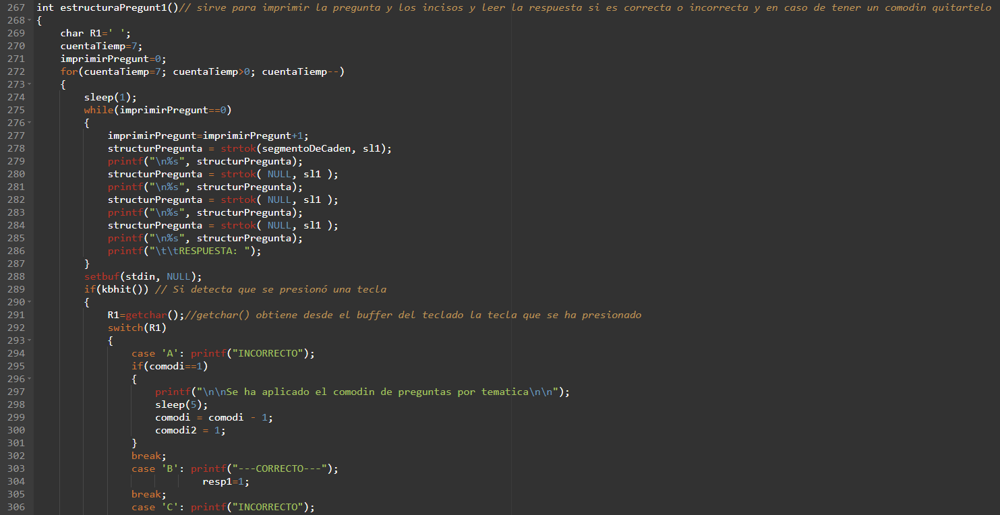 267 int estructuraPregunt1()// sirve para imprimir la pregunta y los incisos y leer la respuesta si es correcta o incorrecta y en caso de tener un comodin quitartelo
268 {
269     char R1=' ';
270     cuentaTiemp=7;
271     imprimirPregunt=0;
272     for(cuentaTiemp=7; cuentaTiemp>0; cuentaTiemp--)
273     {
274         sleep(1);
275         while(imprimirPregunt==0)
276         {
277             imprimirPregunt=imprimirPregunt+1;
278             structurPregunta = strtok(segmentoDeCaden, sl1);
279             printf("\n%s", structurPregunta);
280             structurPregunta = strtok( NULL, sl1 );
281             printf("\n%s", structurPregunta);
282             structurPregunta = strtok( NULL, sl1 );
283             printf("\n%s", structurPregunta);
284             structurPregunta = strtok( NULL, sl1 );
285             printf("\n%s", structurPregunta);
286             printf("\t\tRESPUESTA: ");
287         }
288         setbuf(stdin, NULL);
289         if(kbhit()) // Si detecta que se presionó una tecla
290         {
291             R1=getchar();//getchar() obtiene desde el buffer del teclado la tecla que se ha presionado
292             switch(R1)
293             {
294                 case 'A': printf("INCORRECTO");
295                 if(comodi==1)
296                 {
297                     printf("\n\nSe ha aplicado el comodin de preguntas por tematica\n\n");
298                     sleep(5);
299                     comodi = comodi - 1;
300                     comodi2 = 1;
301                 }
302                 break;
303                 case 'B': printf("---CORRECTO---");
304                             resp1=1;
305                 break;
306                 case 'C': printf("INCORRECTO");